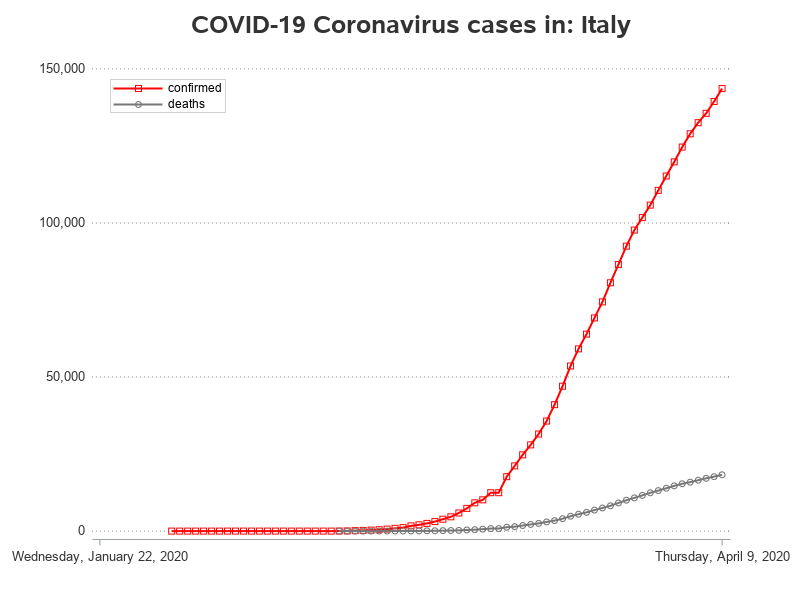 COVID-19 Coronavirus cases in: Italy
150,000
confirmed
deaths
100,000
50,000
0
Wednesday, January 22, 2020
Thursday, April 9, 2020